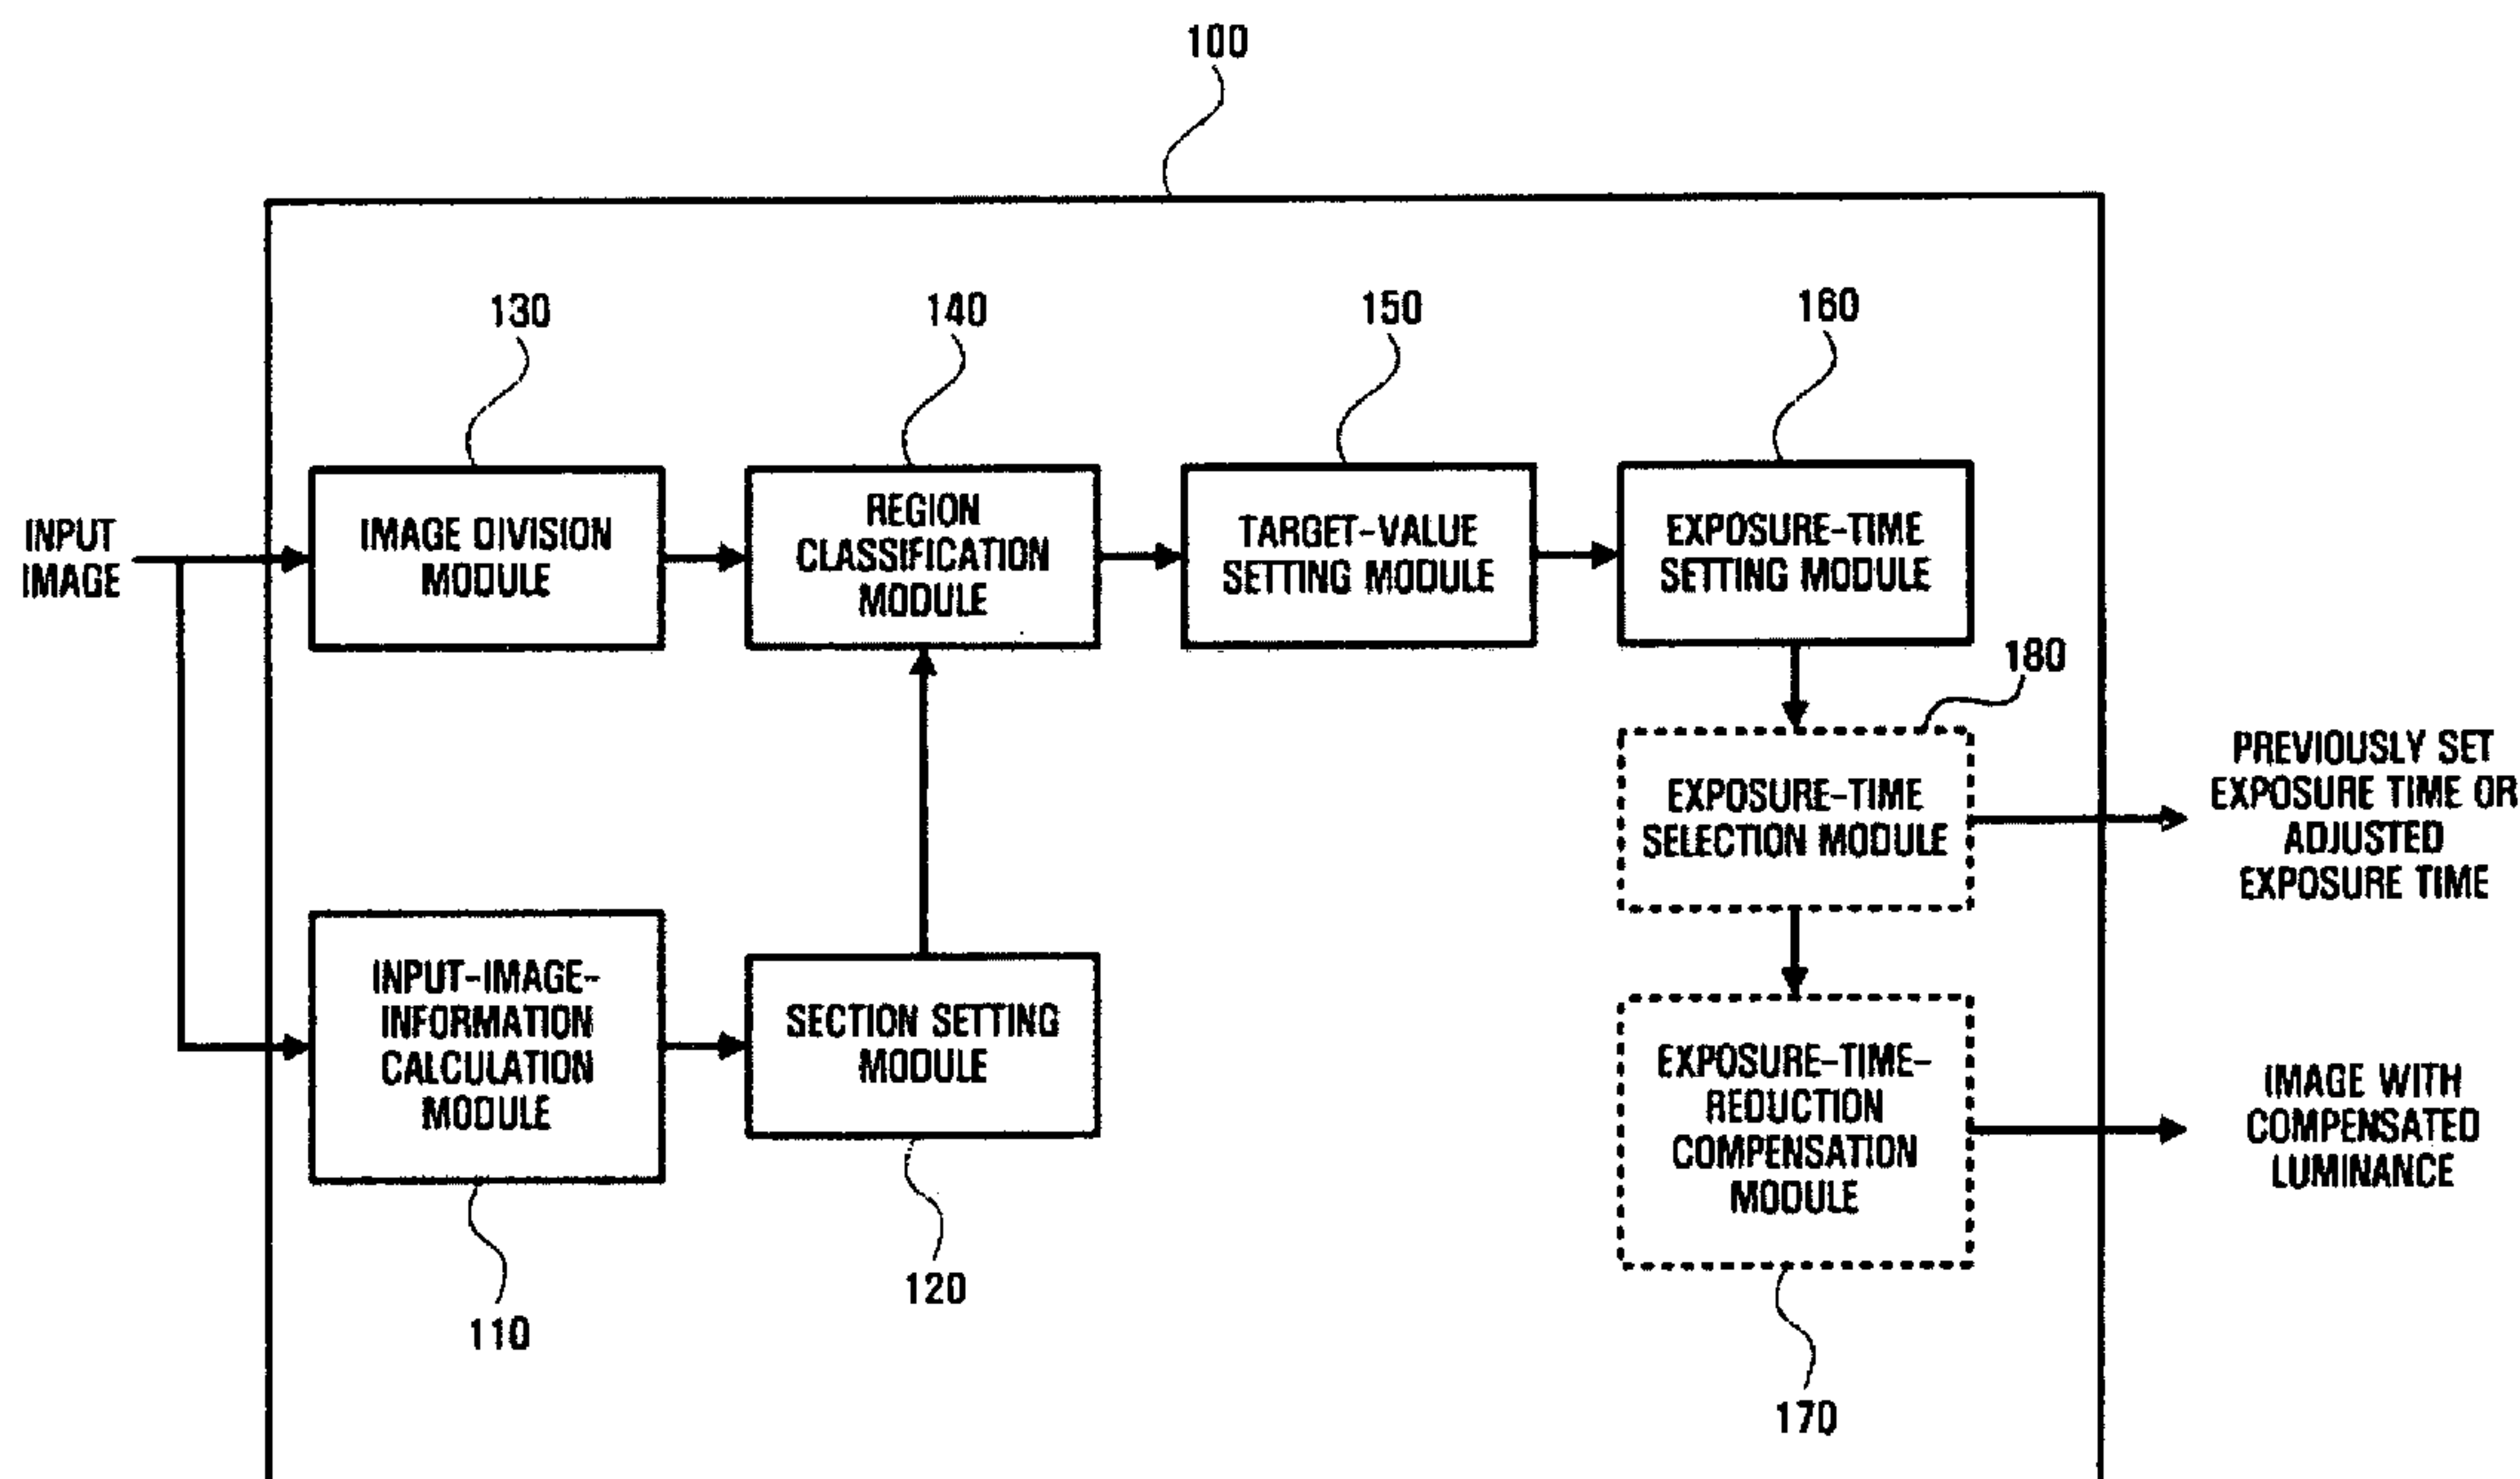 100
130
140
150
160
INPUT
IMAGE
IMAGE DIVISION
MODULE
REGION
CLASSIFICATION
MODULE
TARGET-VALUE
SETTING MODULE
EXPOSURE-TIME
SETTING MODULE
180
EXPOSURE-TIME
SELECTION MODULE
PREVIOUSLY SET
EXPOSURE TIME OR
ADJUSTED
EXPOSURE TIME
INPUT-IMAGE-
INFORMATION
CALCULATION
MODULE
SECTION SETTING
MODULE
EXPOSURE-TIME-
REDUCTION
COMPENSATION
MODULE
IMAGE WITH
COMPENSATED
LUMINANCE
110
120
170